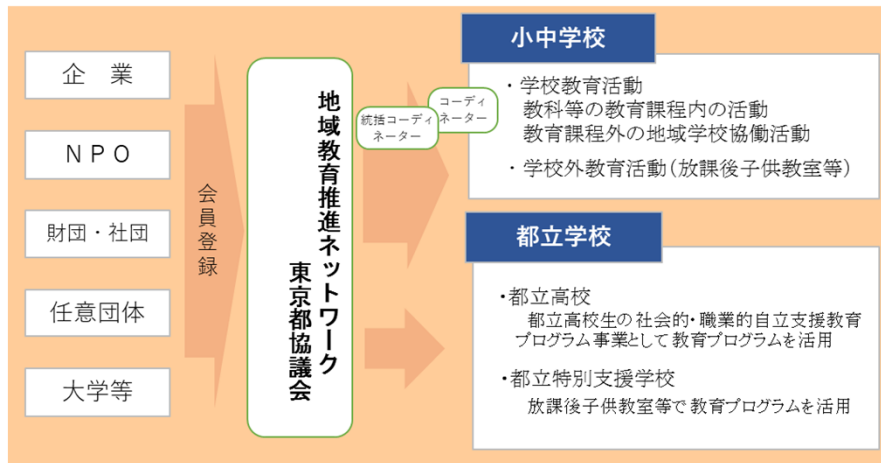 企　業
ＮＰＯ
財団・社団
任意団体
大学等
会員登録
地域教育推進ネットワーク
東京都協議会
統括コーディ
ネーター
コーディ
ネーター
小中学校
・学校教育活動
教科等の教育課程内の活動
教育課程外の地域学校協働活動
・学校外教育活動(放課後子供教室等)
都立学校
・都立高校
都立高校生の社会的・職業的自立支援教育
プログラム事業として教育プログラムを活用
・都立特別支援学校
放課後子供教室等で教育プログラムを活用